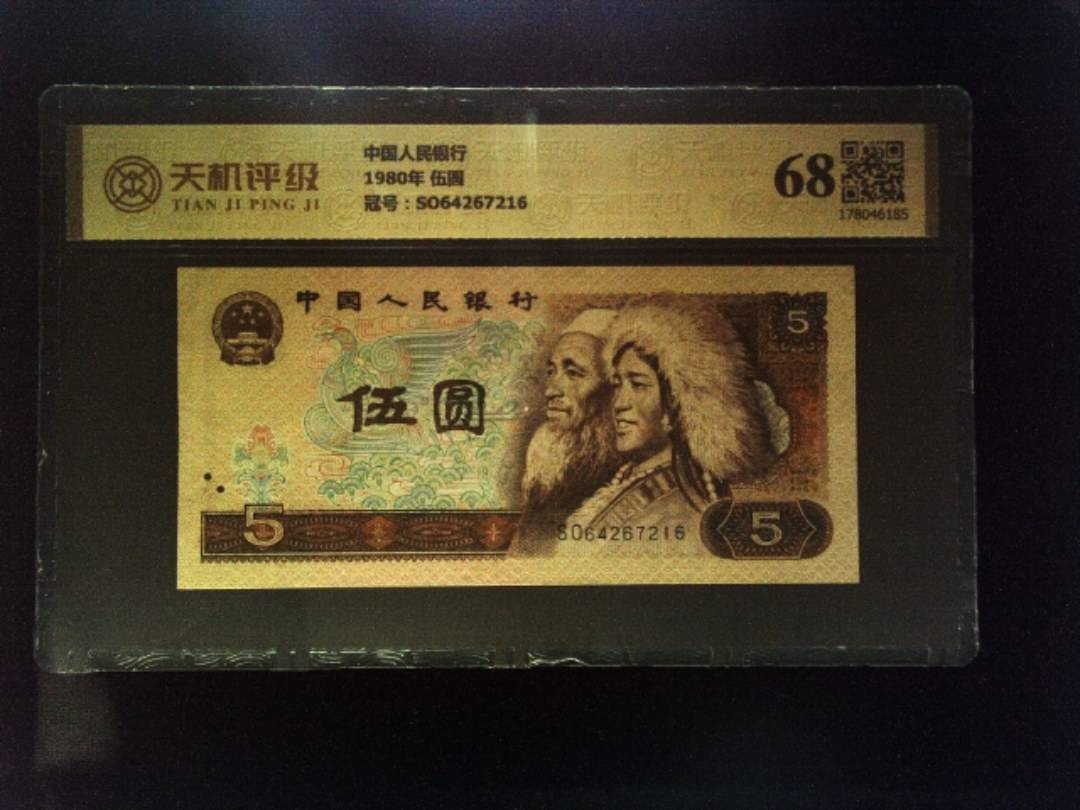 天机评级
TIAN JI PING JI
中国人民银行
1980年 伍圆
冠号：SO64267216
68
178046185
中国人民银行
5
伍圆
5
SO64267216
5